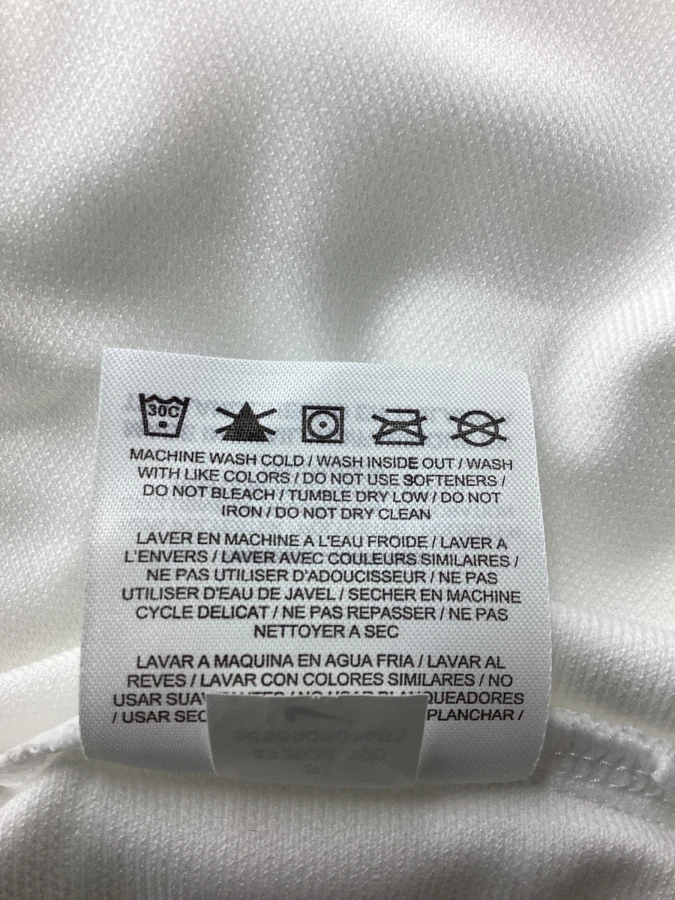 30C
MACHINE WASH COLD / WASH INSIDE OUT / WASH
WITH LIKE COLORS / DO NOT USE SOFTENERS /
DO NOT BLEACH / TUMBLE DRY LOW / DO NOT
IRON / DO NOT DRY CLEAN
LAVER EN MACHINE A L'EAU FROIDE / LAVER A
L'ENVERS / LAVER AVEC COULEURS SIMILAIRES /
NE PAS UTILISER D'ADOUCISSEUR / NE PAS
UTILISER D'EAU DE JAVEL / SECHER EN MACHINE
CYCLE DELICAT / NE PAS REPASSER / NE PAS
NETTOYER A SEC
LAVAR A MAQUINA EN AGUA FRIA / LAVAR AL
REVES / LAVAR CON COLORES SIMILARES / NO
USAR / NO USAR
/ USAR PLANCHAR /